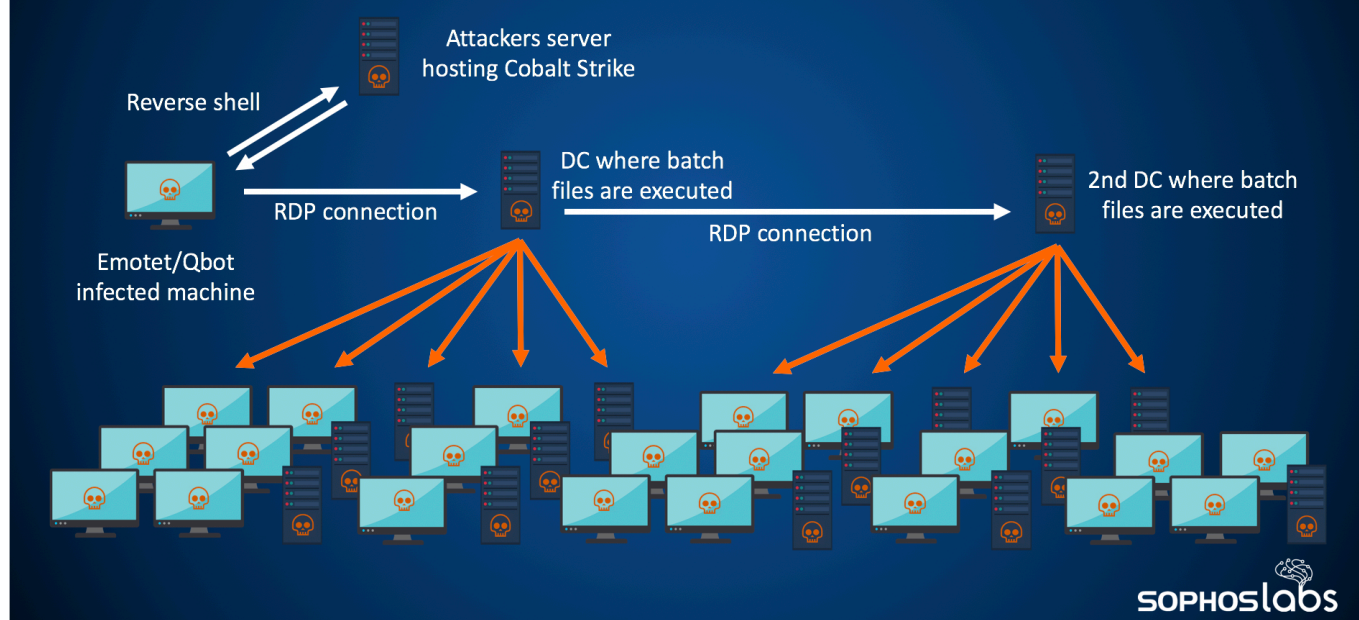 Attackers server
hosting Cobalt Strike
Reverse shell
DC where batch
files are executed
2nd DC where batch
files are executed
RDP connection
RDP connection
Emotet/Qbot
infected machine
SOPHOSlabs